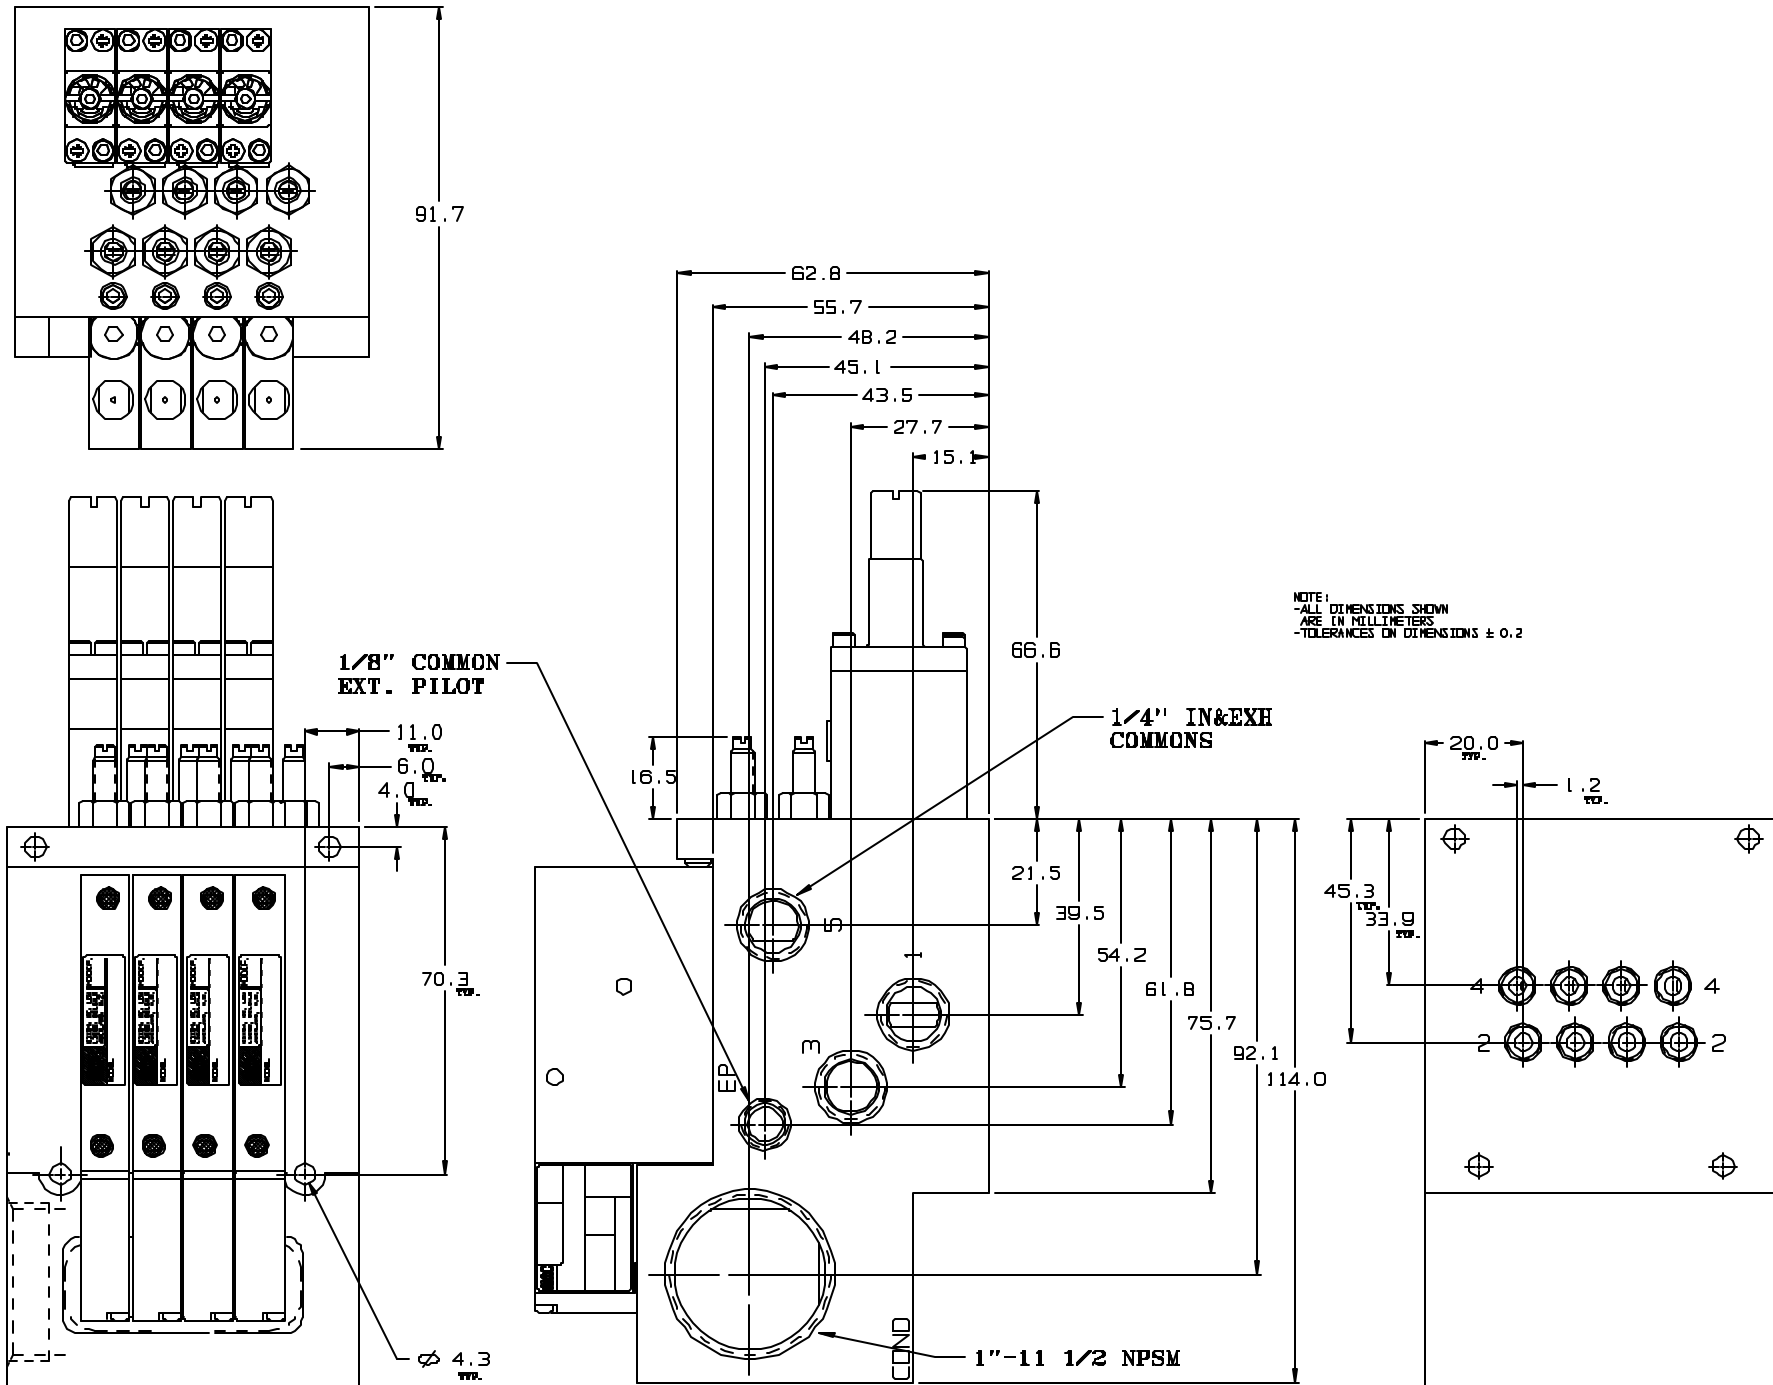 91.7
62.8
55.7
48.2
45.1
43.5
27.7
15.1
66.6
16.5
NOTE:
-ALL DIMENSIONS SHOWN
ARE IN MILLIMETERS
-TOLERANCES ON DIMENSIONS ± 0.2
1/8" COMMON
EXT. PILOT
1/4" IN&EXH
COMMONS
11.0
TYP.
6.0
TYP.
4.0
TYP.
70.3
TYP.
Ø 4.3
TYP.
21.5
39.5
54.2
61.8
75.7
92.1
114.0
5
1
3
EP
COND
1"-11 1/2 NPSM
20.0
TYP.
1.2
TYP.
45.3
TYP.
33.9
TYP.
4 4
2 2